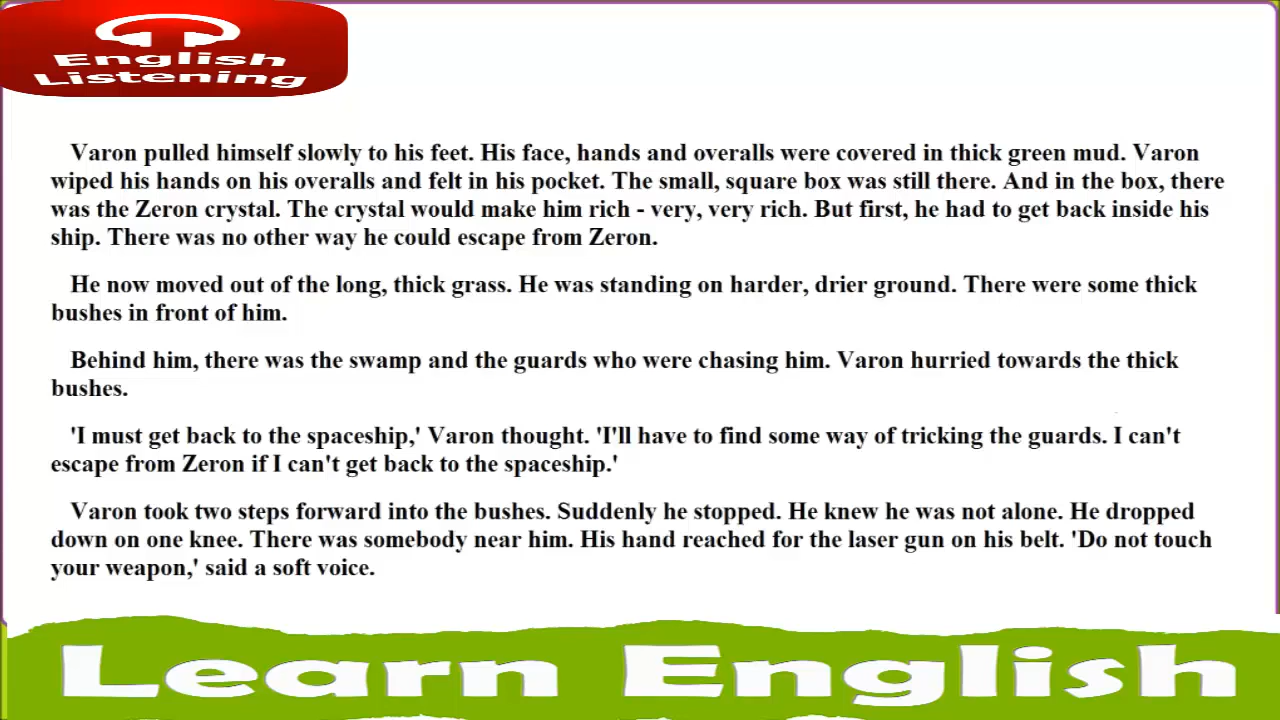 English
Listening
Varon pulled himself slowly to his feet. His face, hands and overalls were covered in thick green mud. Varon
wiped his hands on his overalls and felt in his pocket. The small, square box was still there. And in the box, there
was the Zeron crystal. The crystal would make him rich - very, very rich. But first, he had to get back inside his
ship. There was no other way he could escape from Zeron.
He now moved out of the long, thick grass. He was standing on harder, drier ground. There were some thick
bushes in front of him.
Behind him, there was the swamp and the guards who were chasing him. Varon hurried towards the thick
bushes.
'I must get back to the spaceship,' Varon thought. 'I'll have to find some way of tricking the guards. I can't
escape from Zeron if I can't get back to the spaceship.'
Varon took two steps forward into the bushes. Suddenly he stopped. He knew he was not alone. He dropped
down on one knee. There was somebody near him. His hand reached for the laser gun on his belt. 'Do not touch
your weapon,' said a soft voice.
Learn English